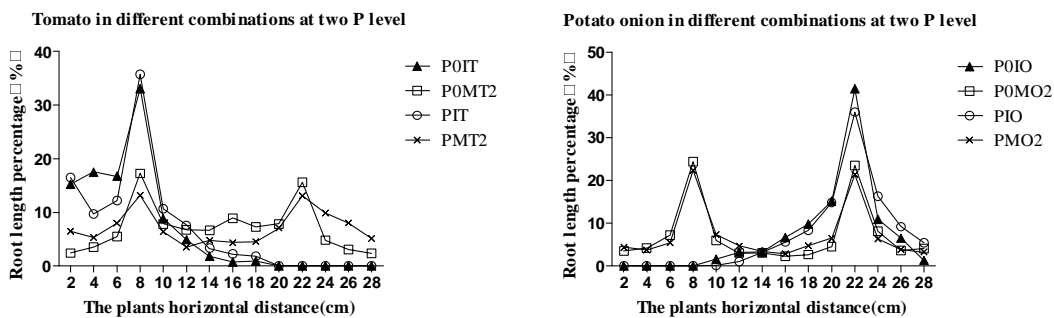 Tomato in different combinations at two P level
Root length percentage□%□
40
30
20
10
0
2 4 6 8 10 12 14 16 18 20 22 24 26 28
The plants horizontal distance(cm)
P0IT
P0MT2
PIT
PMT2
Potato onion in different combinations at two P level
Root length percentage□%□
50
40
30
20
10
0
2 4 6 8 10 12 14 16 18 20 22 24 26 28
The plants horizontal distance(cm)
P0IO
P0MO2
PIO
PMO2